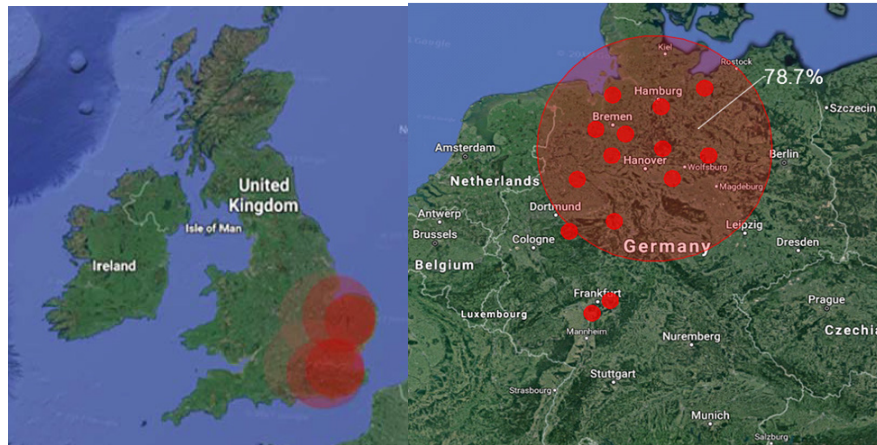 United
Kingdom
Isle of Man
Ireland
78.7%
Kiel
Rostock
Hamburg
Szczecin
Bremen
Amsterdam
Berlin
Hanover
Wolfsburg
Netherlands
Magdeburg
Dortmund
Antwerp
Leipzig
Brussels
Cologne
Germany
Dresden
Belgium
Frankfurt
Prague
Luxembourg
Mannheim
Nuremberg
Czechia
Stuttgart
Strasbourg
Munich
Salzburg